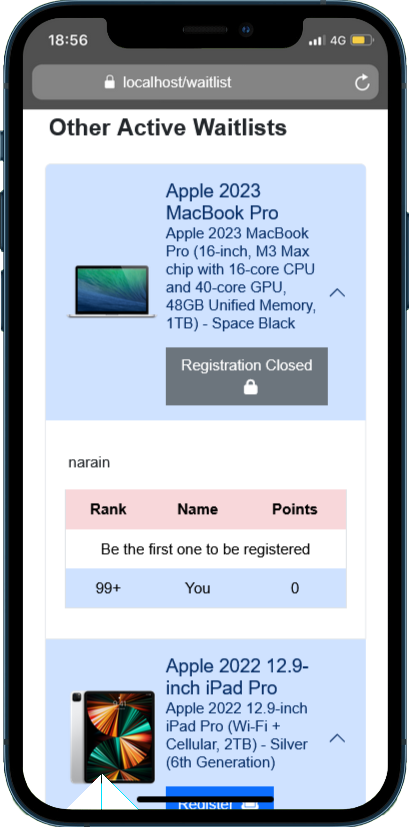 18:56
4G
localhost/waitlist
Other Active Waitlists
Apple 2023
MacBook Pro
Apple 2023 MacBook
Pro (16-inch, M3 Max
chip with 16-core CPU
and 40-core GPU,
48GB Unified Memory,
1TB) - Space Black
Registration Closed
narain
Rank Name Points
Be the first one to be registered
99+ You 0
Apple 2022 12.9-
inch iPad Pro
Apple 2022 12.9-inch
iPad Pro (Wi-Fi +
Cellular, 2TB) - Silver
(6th Generation)
9:41
Register